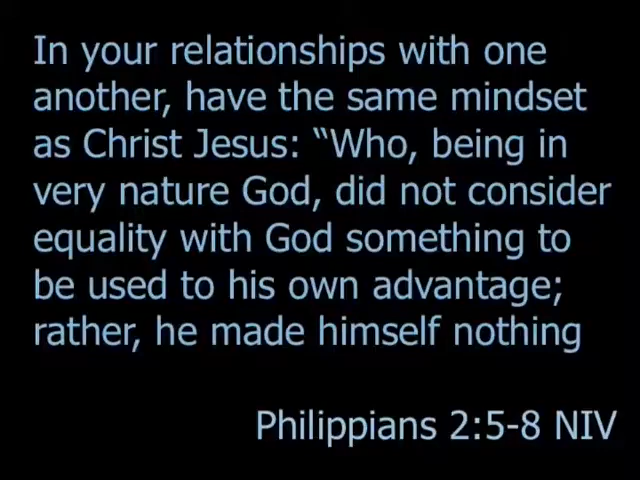 In your relationships with one
another, have the same mindset
as Christ Jesus: “Who, being in
very nature God, did not consider
equality with God something to
be used to his own advantage;
rather, he made himself nothing
Philippians 2:5-8 NIV